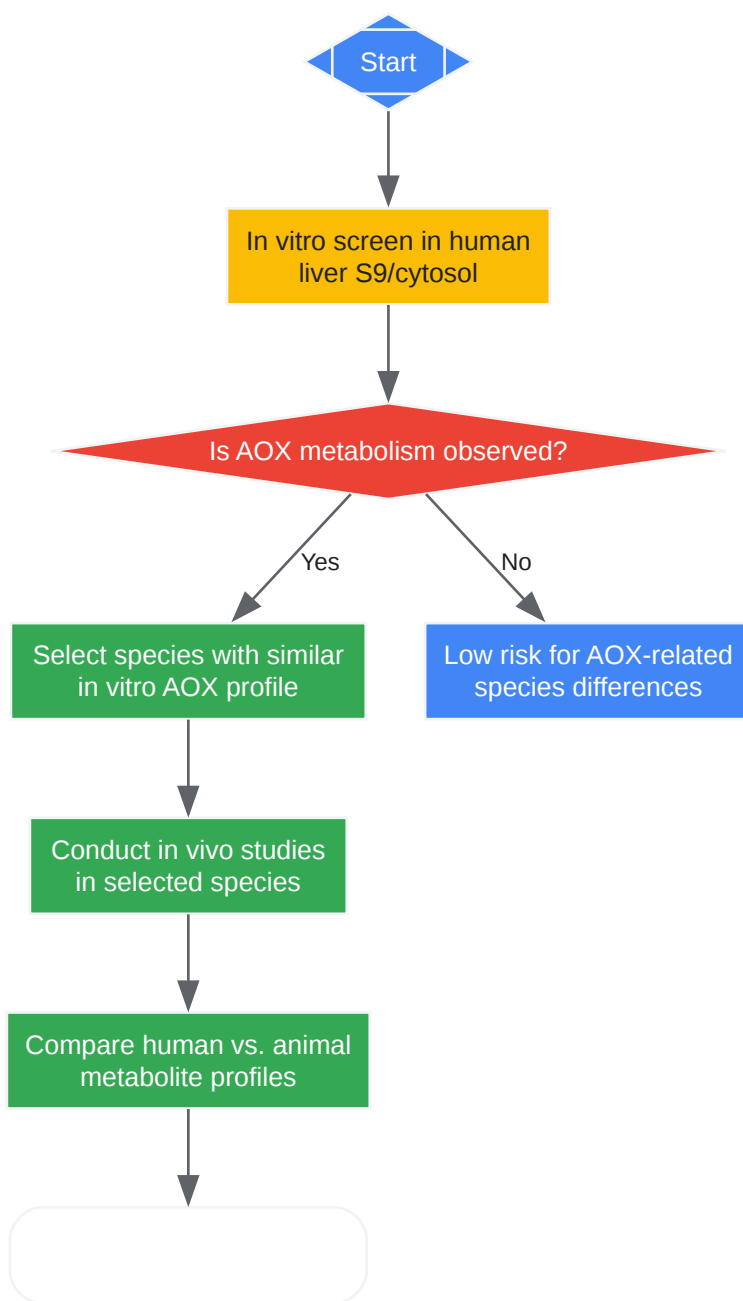 Start
In vitro screen in human
liver S9/cytosol
Is AOX metabolism observed?
Yes
No
Select species with similar
in vitro AOX profile
Low risk for AOX-related
species differences
Conduct in vivo studies
in selected species
Compare human vs. animal
metabolite profiles